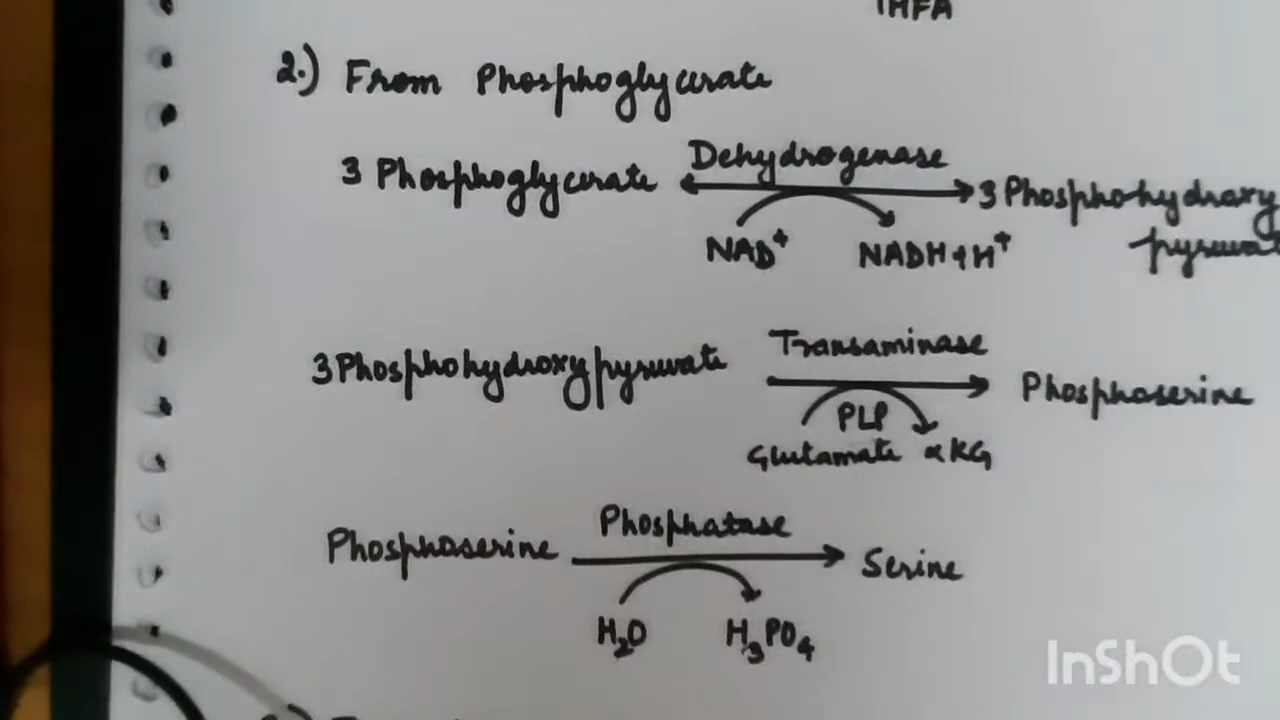 THFA
2.) From Phosphoglycerate
Dehydrogenase
3 Phosphoglycerate ⟷ 3 Phosphohydroxy
NAD⁺ NADH + H⁺ pyruvat
Transaminase
3 Phosphohydroxypyruvate → Phosphoserine
PLP
Glutamate αKG
Phosphatase
Phosphoserine → Serine
H₂O H₃PO₄
InShOt